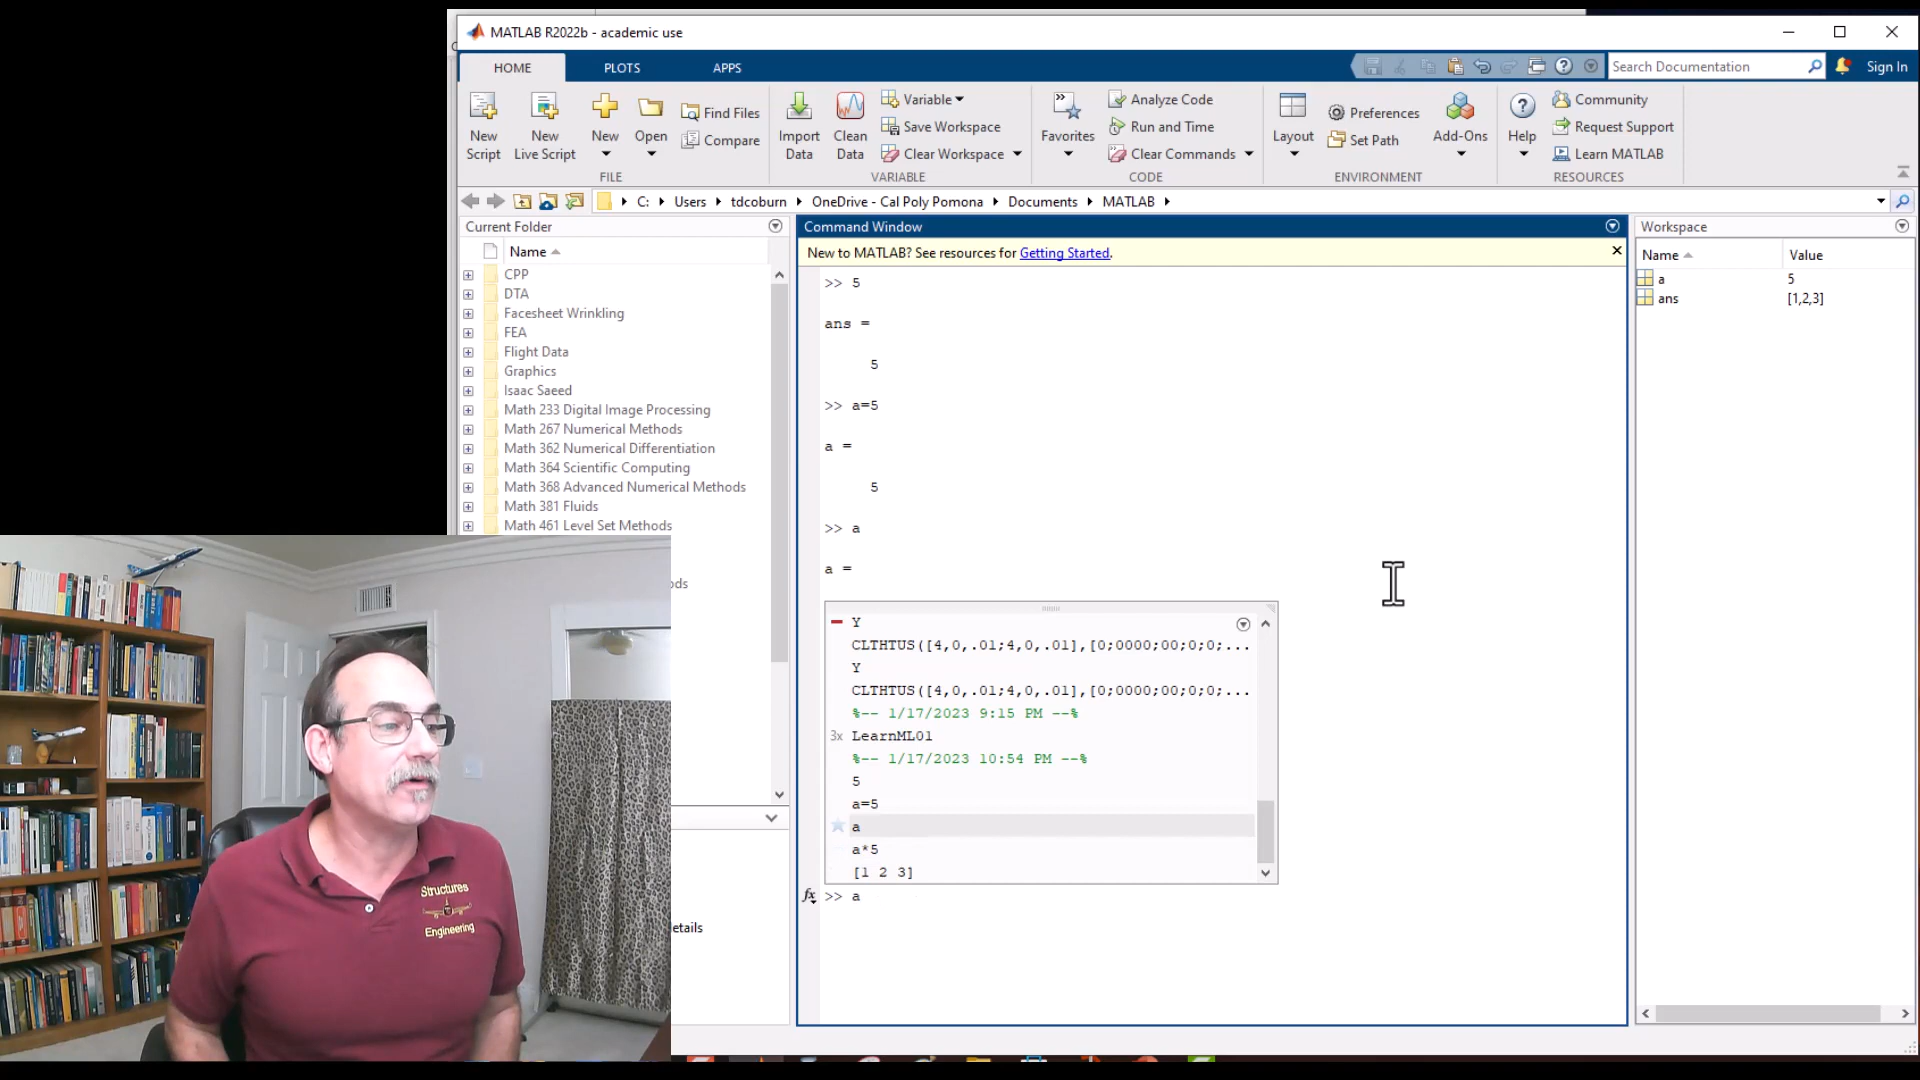 MATLAB R2022b - academic use
HOME
PLOTS
APPS
Search Documentation
Sign In
New Script
New Live Script
New
Open
Find Files
Compare
FILE
Import Data
Clean Data
Variable
Save Workspace
Clear Workspace
VARIABLE
Favorites
Analyze Code
Run and Time
Clear Commands
CODE
Layout
Preferences
Set Path
Add-Ons
ENVIRONMENT
Help
Community
Request Support
Learn MATLAB
RESOURCES
C: Users tdcoburn OneDrive - Cal Poly Pomona Documents MATLAB
Current Folder
Name
CPP
DTA
Facesheet Wrinkling
FEA
Flight Data
Graphics
Isaac Saeed
Math 233 Digital Image Processing
Math 267 Numerical Methods
Math 362 Numerical Differentiation
Math 364 Scientific Computing
Math 368 Advanced Numerical Methods
Math 381 Fluids
Math 461 Level Set Methods
ds
etails
Command Window
New to MATLAB? See resources for Getting Started.
>> 5
ans =
5
>> a=5
a =
5
>> a
a =
Y
CLTHTUS([4,0,.01;4,0,.01],[0;0000;00;0;0;...
Y
CLTHTUS([4,0,.01;4,0,.01],[0;0000;00;0;0;...
%-- 1/17/2023 9:15 PM --%
3x LearnML01
%-- 1/17/2023 10:54 PM --%
5
a=5
a
a*5
[1 2 3]
fx >> a
Workspace
Name Value
a 5
ans [1,2,3]
Structures
Engineering